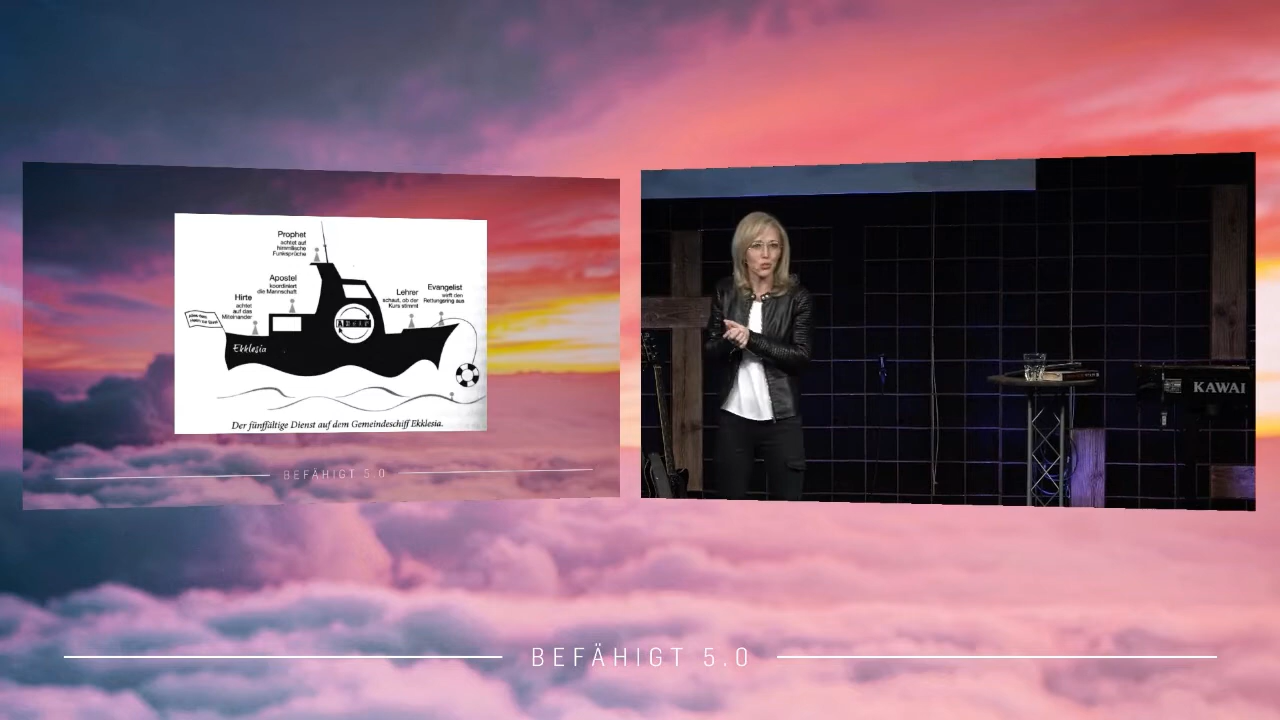 Prophet
achtet auf
himmlische
Funksprüche
Apostel
koordiniert
die Mannschaft
Hirte
achtet
auf das
Miteinander
Lehrer
schaut, ob der
Kurs stimmt
Evangelist
wirft den
Rettungsring aus
Ekklesia
Der fünffältige Dienst auf dem Gemeindeschiff Ekklesia.
BEFÄHIGT 5.0
KAWAI
BEFÄHIGT 5.0